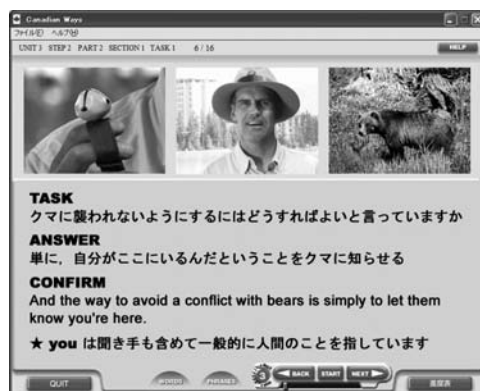 Canadian Ways
ファイル(F) ヘルプ(H)
UNIT 3 STEP 2 PART 2 SECTION 1 TASK 1 6 / 16
HELP
TASK
クマに襲われないようにするにはどうすればよいと言っていますか
ANSWER
単に，自分がここにいるんだということをクマに知らせる
CONFIRM
And the way to avoid a conflict with bears is simply to let them
know you're here.
★ you は聞き手も含めて一般的に人間のことを指しています
QUIT
WORDS
PHRASES
3
BACK
START
NEXT
進度表